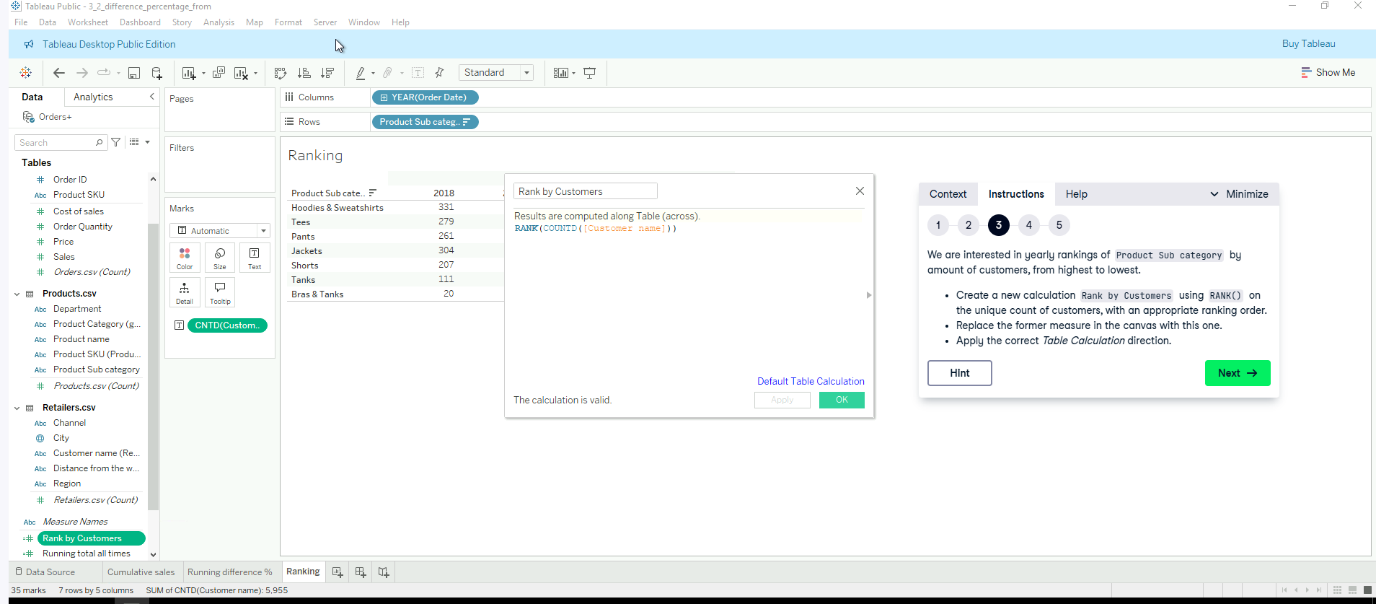 Tableau Public - 3_2_difference_percentage_from
File Data Worksheet Dashboard Story Analysis Map Format Server Window Help
Tableau Desktop Public Edition
Buy Tableau
Standard
Show Me
Data Analytics
Orders+
Search
Tables
# Order ID
Abc Product SKU
# Cost of sales
# Order Quantity
# Price
# Sales
# Orders.csv (Count)
Products.csv
Abc Department
Abc Product Category (g...
Abc Product name
Abc Product SKU (Produ...
Abc Product Sub category
# Products.csv (Count)
Retailers.csv
Abc Channel
City
Abc Customer name (Re...
Abc Distance from the w...
Abc Region
# Retailers.csv (Count)
Abc Measure Names
Rank by Customers
Running total all times
Pages
Filters
Marks
Automatic
Color Size Text
Detail Tooltip
CNTD(Custom..
Columns YEAR(Order Date)
Rows Product Sub categ..
Ranking
Product Sub cate.. 2018
Hoodies & Sweatshirts 331
Tees 279
Pants 261
Jackets 304
Shorts 207
Tanks 111
Bras & Tanks 20
Rank by Customers
Results are computed along Table (across).
RANK(COUNTD([Customer name]))
Default Table Calculation
The calculation is valid.
Apply OK
Context Instructions Help Minimize
1 2 3 4 5
We are interested in yearly rankings of Product Sub category by
amount of customers, from highest to lowest.
• Create a new calculation Rank by Customers using RANK() on
the unique count of customers, with an appropriate ranking order.
• Replace the former measure in the canvas with this one.
• Apply the correct Table Calculation direction.
Hint Next →
Data Source Cumulative sales Running difference % Ranking
35 marks 7 rows by 5 columns SUM of CNTD(Customer name): 5,955